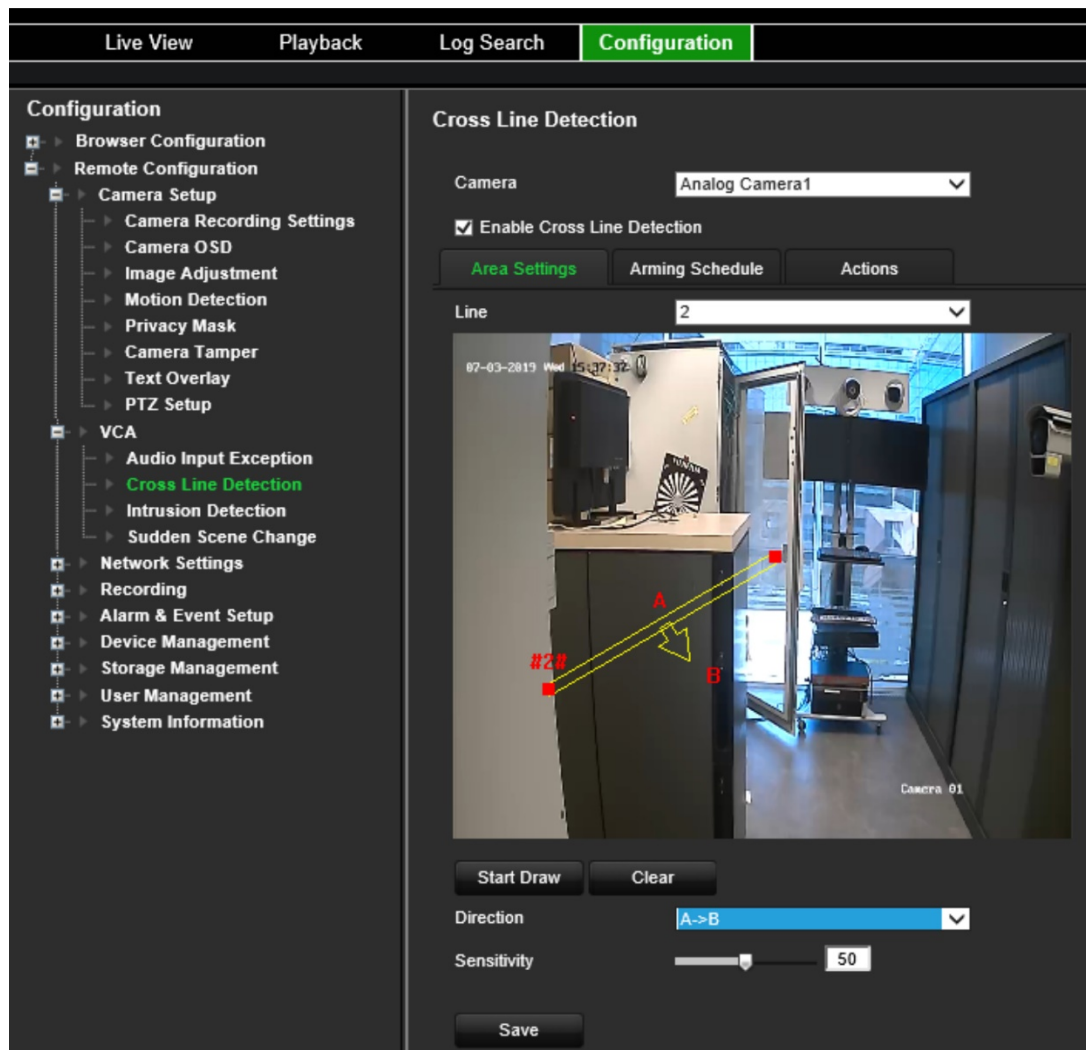 Live View Playback Log Search Configuration
Configuration
Browser Configuration
Remote Configuration
Camera Setup
Camera Recording Settings
Camera OSD
Image Adjustment
Motion Detection
Privacy Mask
Camera Tamper
Text Overlay
PTZ Setup
VCA
Audio Input Exception
Cross Line Detection
Intrusion Detection
Sudden Scene Change
Network Settings
Recording
Alarm & Event Setup
Device Management
Storage Management
User Management
System Information
Cross Line Detection
Camera Analog Camera1
Enable Cross Line Detection
Area Settings Arming Schedule Actions
Line 2
07-03-2019 Wed 15:37:37
A
#2#
B
Camera 01
Start Draw Clear
Direction A->B
Sensitivity 50
Save